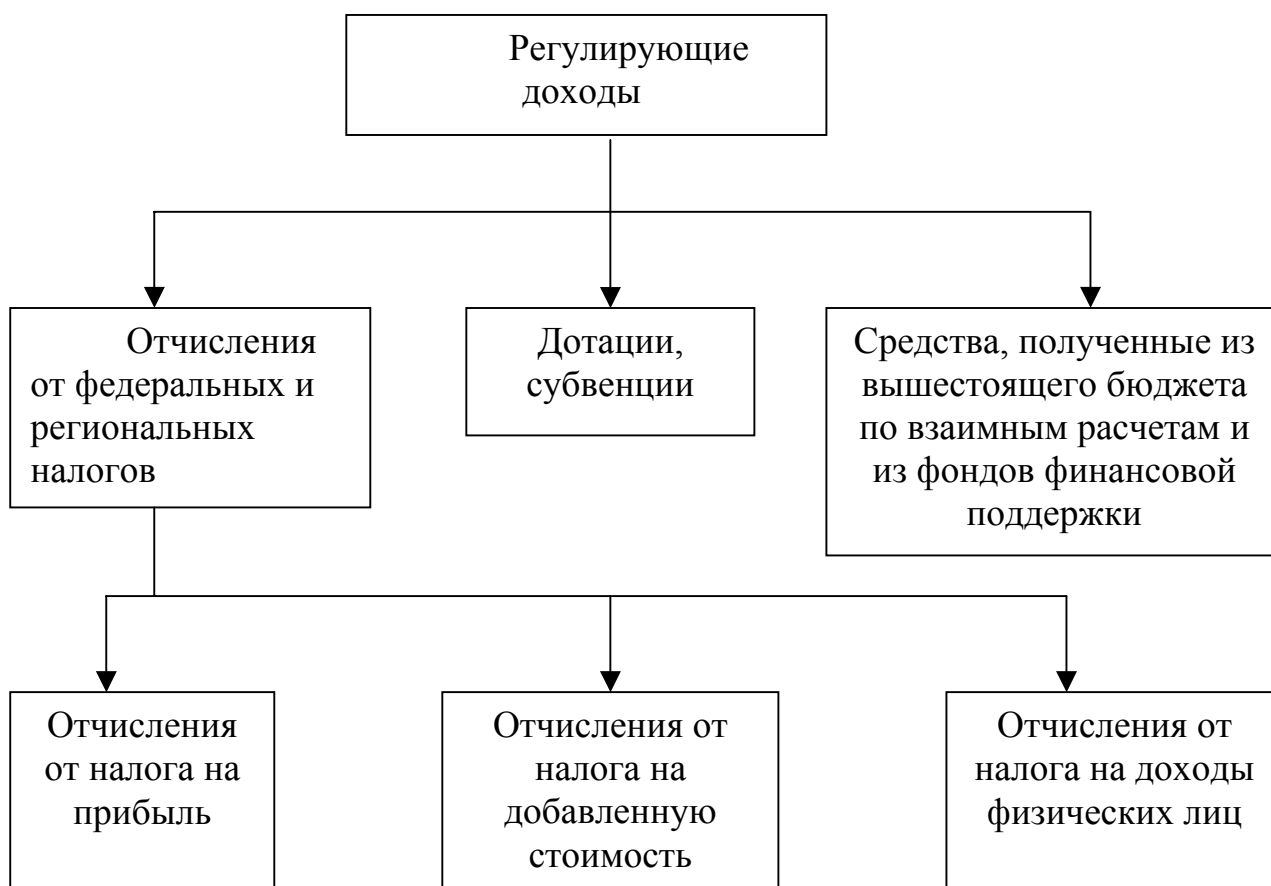 Регулирующие
доходы
Отчисления
от федеральных и
региональных
налогов
Дотации,
субвенции
Средства, полученные из
вышестоящего бюджета
по взаимным расчетам и
из фондов финансовой
поддержки
Отчисления
от налога на
прибыль
Отчисления от
налога на
добавленную
стоимость
Отчисления от
налога на доходы
физических лиц